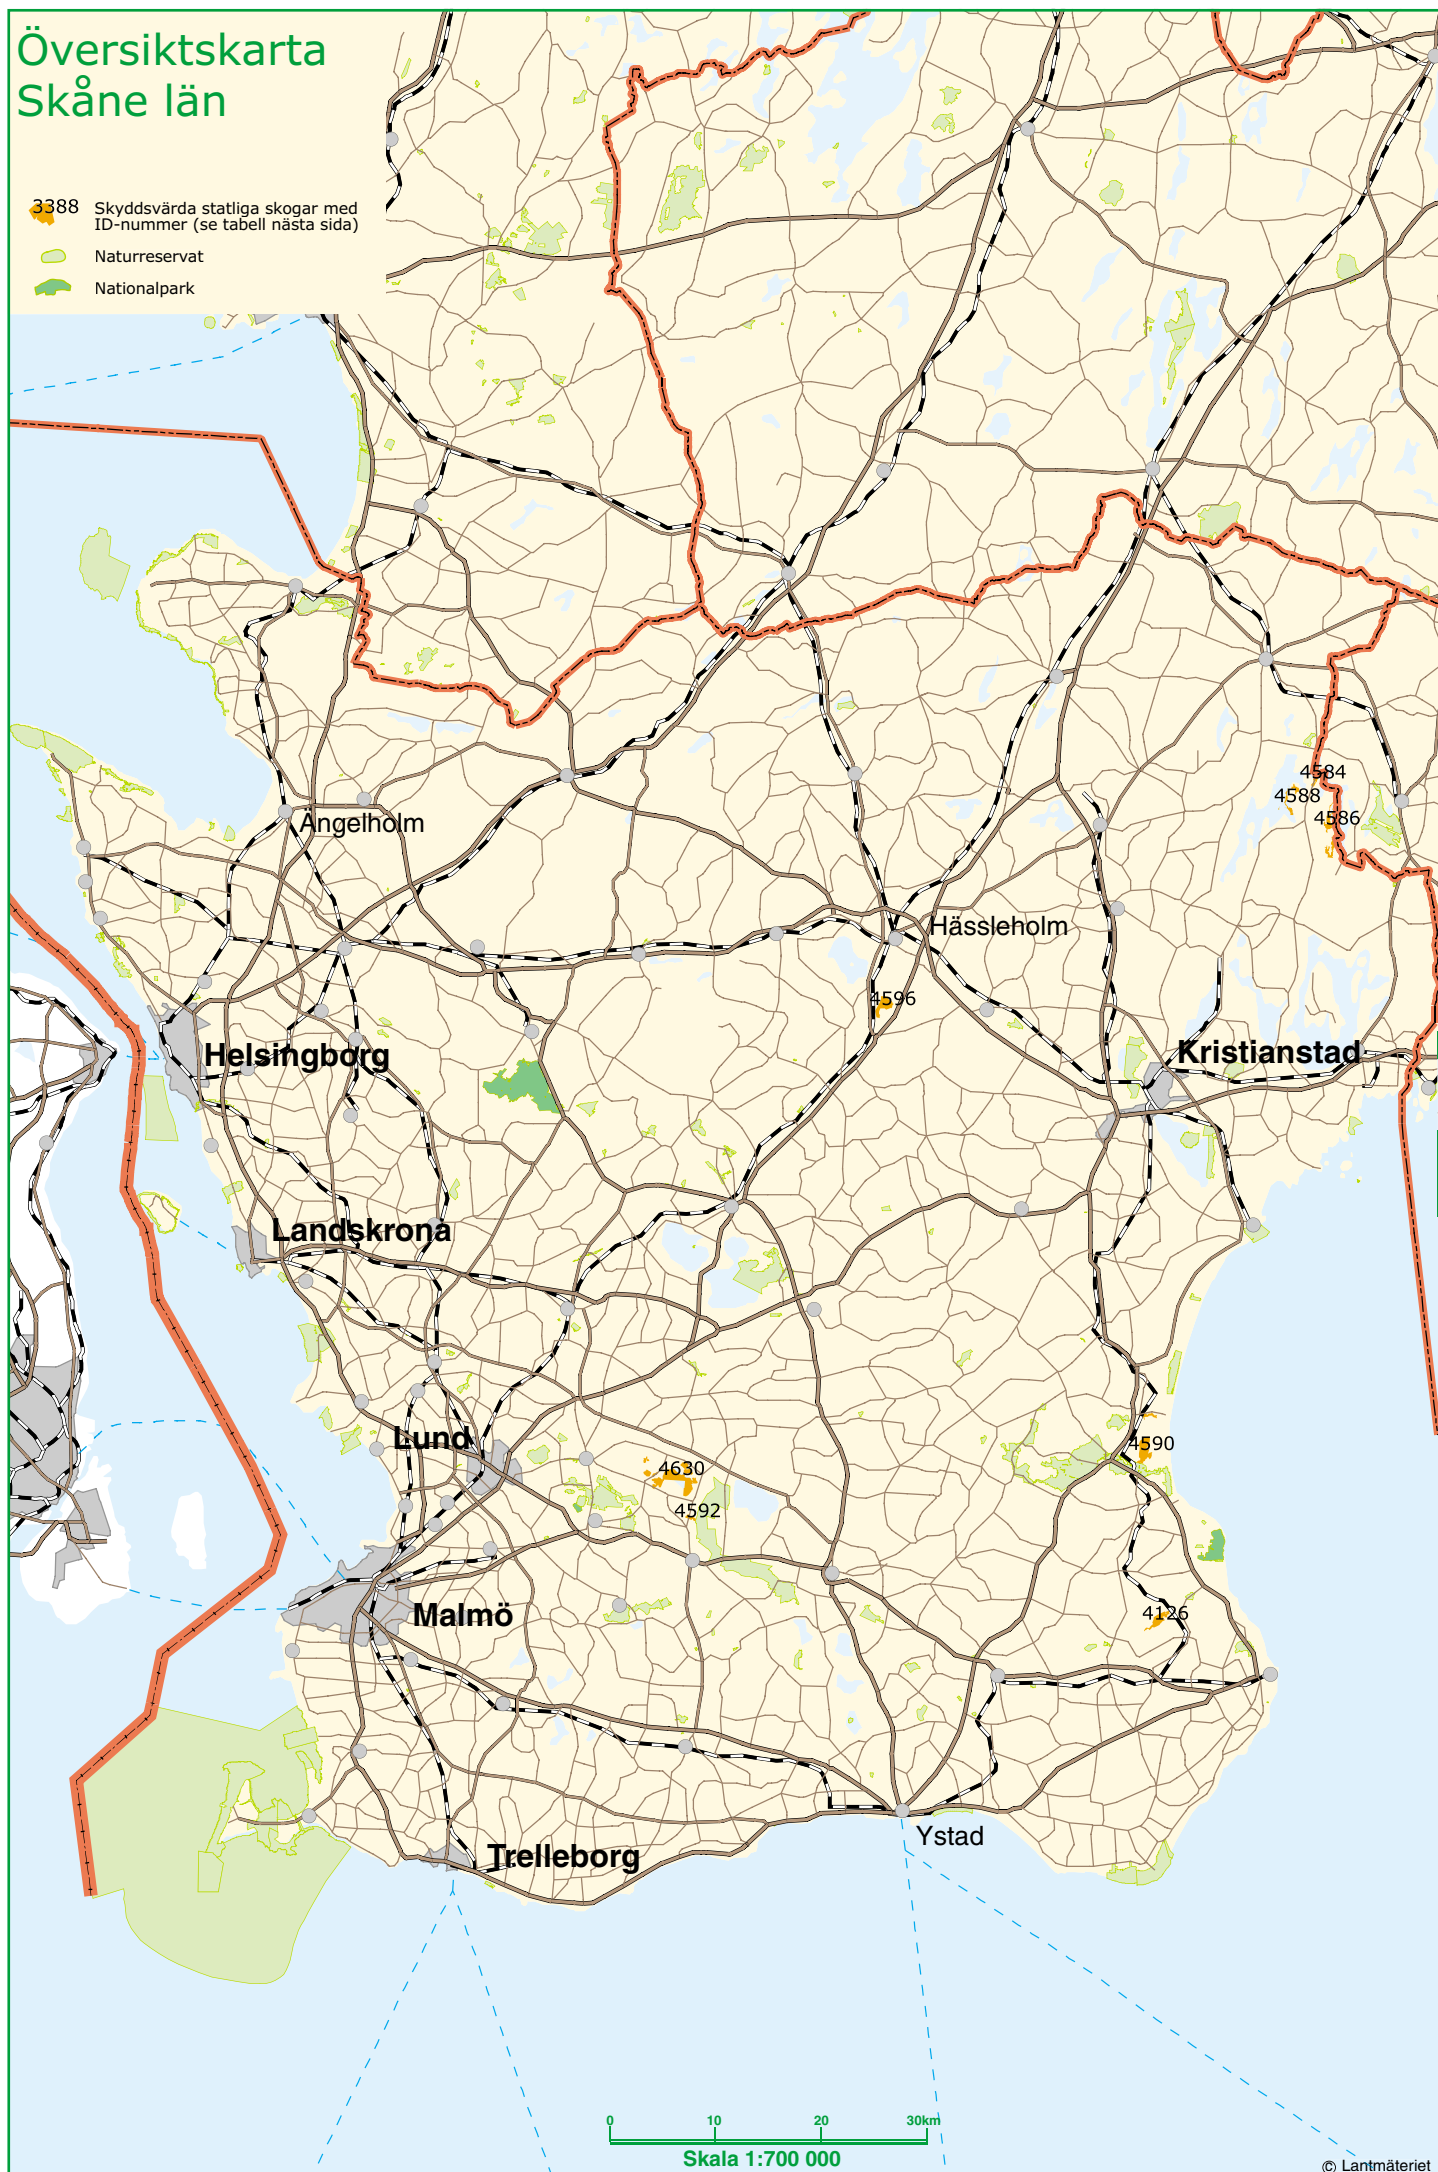 Översiktskarta
Skåne län
3388
Skyddsvärda statliga skogar med
ID-nummer (se tabell nästa sida)
Naturreservat
Nationalpark
4584
4588
4586
Ängelholm
Hässleholm
4596
Helsingborg
Kristianstad
Landskrona
Lund
4590
4630
4592
Malmö
4126
Ystad
Trelleborg
0 10 20 30km
Skala 1:700 000
© Lantmäteriet